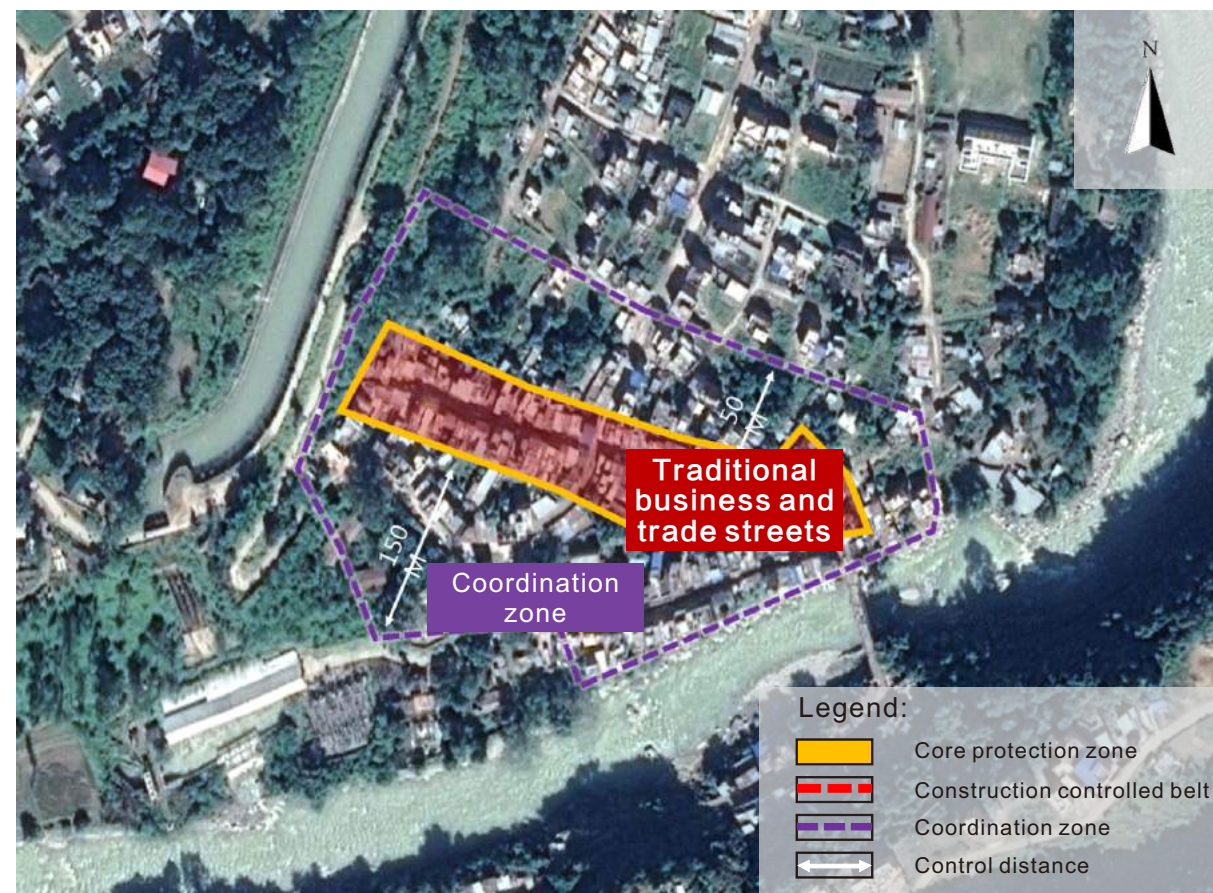 N
50
M
Traditional
business and
trade streets
150
M
Coordination
zone
Legend:
Core protection zone
Construction controlled belt
Coordination zone
Control distance